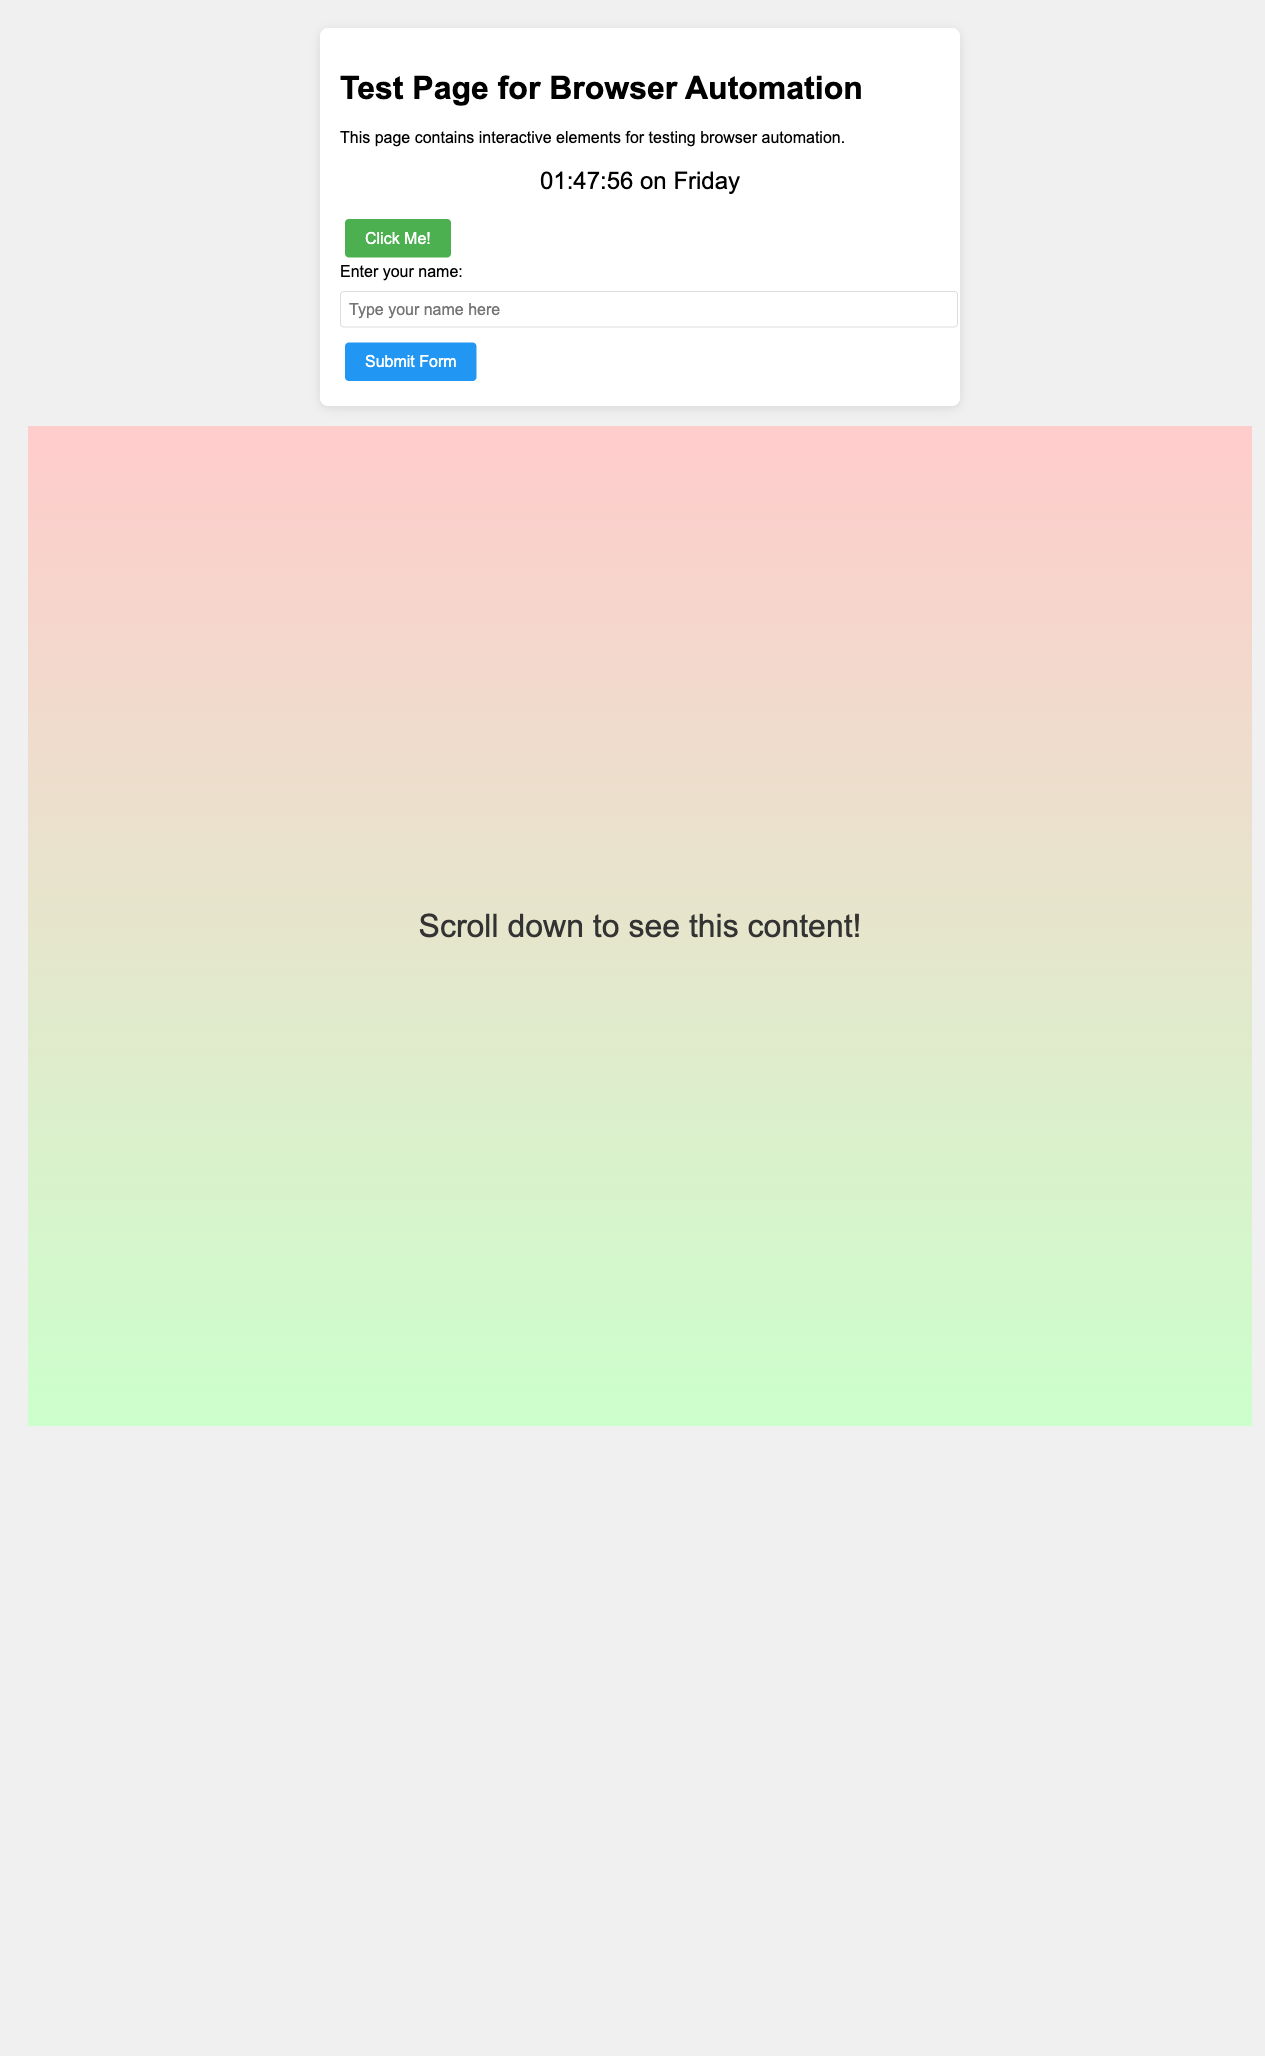 Test Page for Browser Automation
This page contains interactive elements for testing browser automation.
01:47:56 on Friday
Click Me!
Enter your name:
Type your name here
Submit Form
Scroll down to see this content!